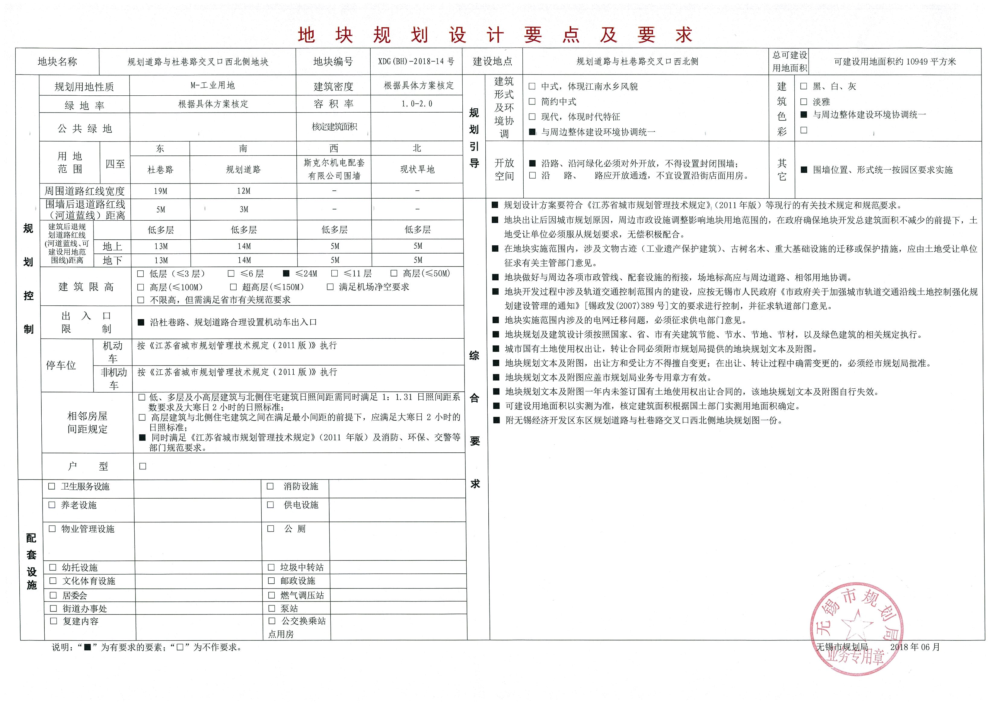 地块规划设计要点及要求
地块名称 规划道路与杜巷路交叉口西北侧地块 地块编号 XDG(BH)-2018-14 号 建设地点 规划道路与杜巷路交叉口西北侧 总可建设用地面积 可建设用地面积约 10949 平方米
规划控制
规划用地性质 M-工业用地 建筑密度 根据具体方案核定
绿地率 根据具体方案核定 容积率 1.0-2.0
公共绿地 核定建筑面积
用地范围 四至 东 南 西 北
杜巷路 规划道路 斯克尔机电配套有限公司围墙 现状旱地
周围道路红线宽度 19M 12M - -
围墙后退道路红线（河道蓝线）距离 5M 3M - -
建筑后退规划道路红线(河道蓝线、可建设用地范围线)距离 低多层 低多层 低多层 低多层
地上 13M 14M 5M 5M
地下 13M 14M 5M 5M
建筑限高
□ 低层（≤3 层） □ ≤6 层 ■ ≤24M □ ≤11 层 □ 高层(≤50M)
□ 高层(≤100M) □ 超高层(≤150M) □ 满足机场净空要求
□ 不限高，但需满足省市有关规范要求
出入口限制
■ 沿杜巷路、规划道路合理设置机动车出入口
停车位
机动车 按《江苏省城市规划管理技术规定（2011 版）》执行
非机动车 按《江苏省城市规划管理技术规定（2011 版）》执行
相邻房屋间距规定
□ 低、多层及小高层建筑与北侧住宅建筑日照间距需同时满足 1：1.31 日照间距系
数要求及大寒日 2 小时的日照标准；
□ 高层建筑与北侧住宅建筑之间在满足最小间距的前提下，应满足大寒日 2 小时的
日照标准；
■ 同时满足《江苏省城市规划管理技术规定》（2011 年版）及消防、环保、交警等
部门规范要求。
户型 □
配套设施
□ 卫生服务设施 □ 消防设施
□ 养老设施 □ 供电设施
□ 物业管理设施 □ 公厕
□ 幼托设施 □ 垃圾中转站
□ 文化体育设施 □ 邮政设施
□ 居委会 □ 燃气调压站
□ 街道办事处 □ 泵站
□ 复建内容 □ 公交换乘站
点用房
规划引导
建筑形式及环境协调
□ 中式，体现江南水乡风貌
□ 简约中式
□ 现代，体现时代特征
■ 与周边整体建设环境协调统一
建筑色彩
□ 黑、白、灰
□ 淡雅
■ 与周边整体建设环境协调统一
□
开放空间
■ 沿路、沿河绿化必须对外开放，不得设置封闭围墙；
□ 沿 路、 路应开放通透，不宜设置沿街店面用房。
其它
■ 围墙位置、形式统一按园区要求实施
综合要求
■ 规划设计方案要符合《江苏省城市规划管理技术规定》（2011 年版）等现行的有关技术规定和规范要求。
■ 地块出让后因城市规划原因，周边市政设施调整影响地块用地范围的，在政府确保地块开发总建筑面积不减少的前提下，土
地受让单位必须服从规划要求，无偿积极配合。
■ 在地块实施范围内，涉及文物古迹（工业遗产保护建筑）、古树名木、重大基础设施的迁移或保护措施，应由土地受让单位
征求有关主管部门意见。
■ 地块做好与周边各项市政管线、配套设施的衔接，场地标高应与周边道路、相邻用地协调。
■ 地块开发过程中涉及轨道交通控制范围内的建设，应按无锡市人民政府《市政府关于加强城市轨道交通沿线土地控制强化规
划建设管理的通知》[锡政发(2007)389 号]文的要求进行控制，并征求轨道部门意见。
■ 地块实施范围内涉及的电网迁移问题，必须征求供电部门意见。
■ 地块规划及建筑设计须按照国家、省、市有关建筑节能、节水、节地、节材，以及绿色建筑的相关规定执行。
■ 城市国有土地使用权出让，转让合同必须附市规划局提供的地块规划文本及附图。
■ 地块规划文本及附图，出让方和受让方不得擅自变更；在出让、转让过程中确需变更的，必须经市规划局批准。
■ 地块规划文本及附图应盖市规划局业务专用章方有效。
■ 地块规划文本及附图一年内未签订国有土地使用权出让合同的，该地块规划文本及附图自行失效。
■ 可建设用地面积以实测为准，核定建筑面积根据国土部门实测用地面积确定。
■ 附无锡经济开发区东区规划道路与杜巷路交叉口西北侧地块规划图一份。
说明：“■”为有要求的要素；“□”为不作要求。
无锡市规划局 2018 年 06 月
无锡市规划局
业务专用章